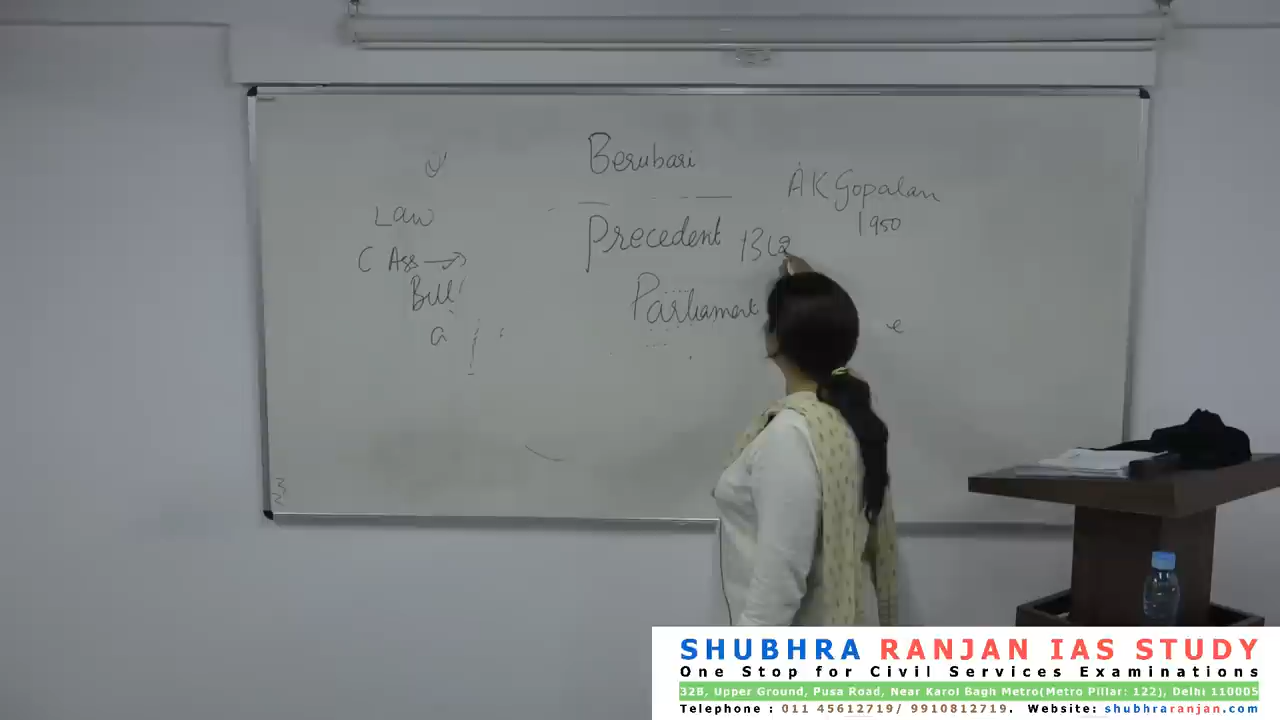 Berubari
AK Gopalan
1950
Law
Precedent 13(2
C Ass →
Bill
Parliament
a
e
SHUBHRA RANJAN IAS STUDY
One Stop for Civil Services Examinations
32B, Upper Ground, Pusa Road, Near Karol Bagh Metro(Metro Pillar: 122), Delhi 110005
Telephone : 011 45612719/ 9910812719. Website: shubhraranjan.com